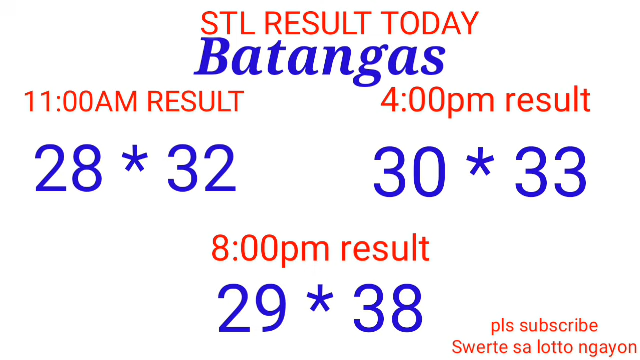 STL RESULT TODAY
Batangas
11:00AM RESULT
28 * 32
4:00pm result
30 * 33
8:00pm result
29 * 38
pls subscribe
Swerte sa lotto ngayon